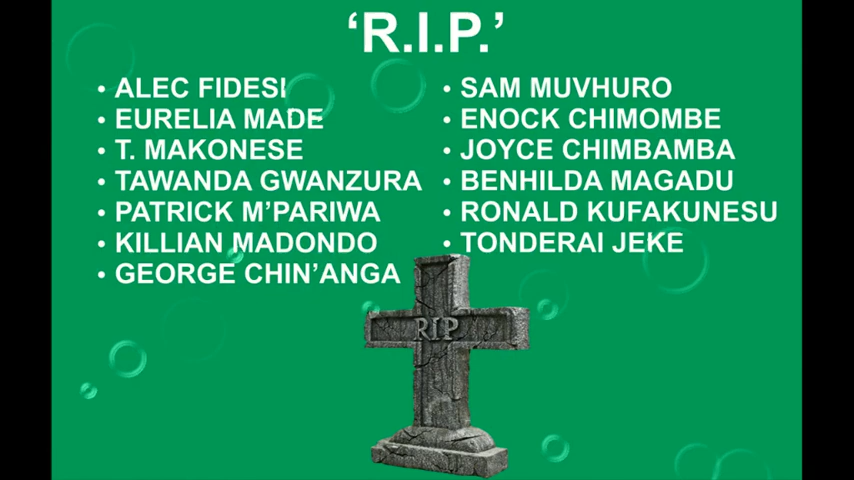 ‘R.I.P.’
• ALEC FIDESI
• EURELIA MADE
• T. MAKONESE
• TAWANDA GWANZURA
• PATRICK M’PARIWA
• KILLIAN MADONDO
• GEORGE CHIN’ANGA
• SAM MUVHURO
• ENOCK CHIMOMBE
• JOYCE CHIMBAMBA
• BENHILDA MAGADU
• RONALD KUFAKUNESU
• TONDERAI JEKE
RIP